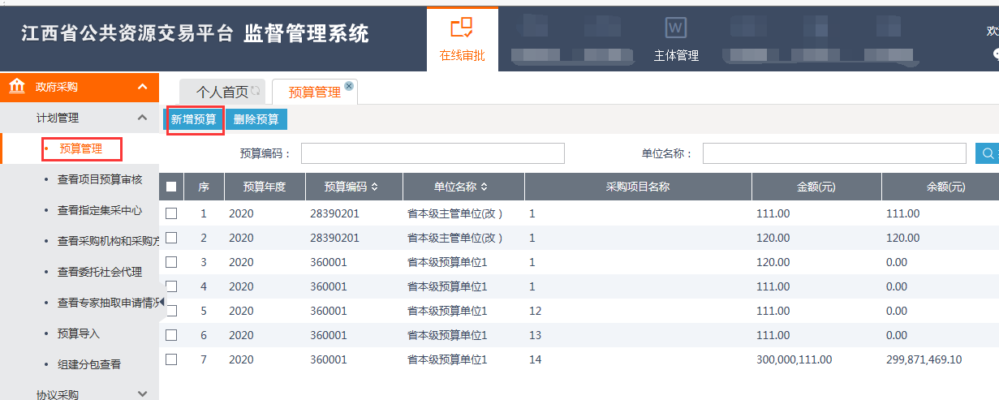 江西省公共资源交易平台 监督管理系统
在线审批
主体管理
政府采购
计划管理
预算管理
查看项目预算审核
查看指定集采中心
查看采购机构和采购方
查看委托社会代理
查看专家抽取申请情况
预算导入
组建分包查看
协议采购
个人首页 预算管理
新增预算 删除预算
预算编码： 单位名称：
序 预算年度 预算编码 单位名称 采购项目名称 金额(元) 余额(元)
1 2020 28390201 省本级主管单位(改） 1 111.00 111.00
2 2020 28390201 省本级主管单位(改） 1 120.00 120.00
3 2020 360001 省本级预算单位1 1 120.00 0.00
4 2020 360001 省本级预算单位1 1 111.00 0.00
5 2020 360001 省本级预算单位1 12 111.00 0.00
6 2020 360001 省本级预算单位1 13 111.00 0.00
7 2020 360001 省本级预算单位1 14 300,000,111.00 299,871,469.10